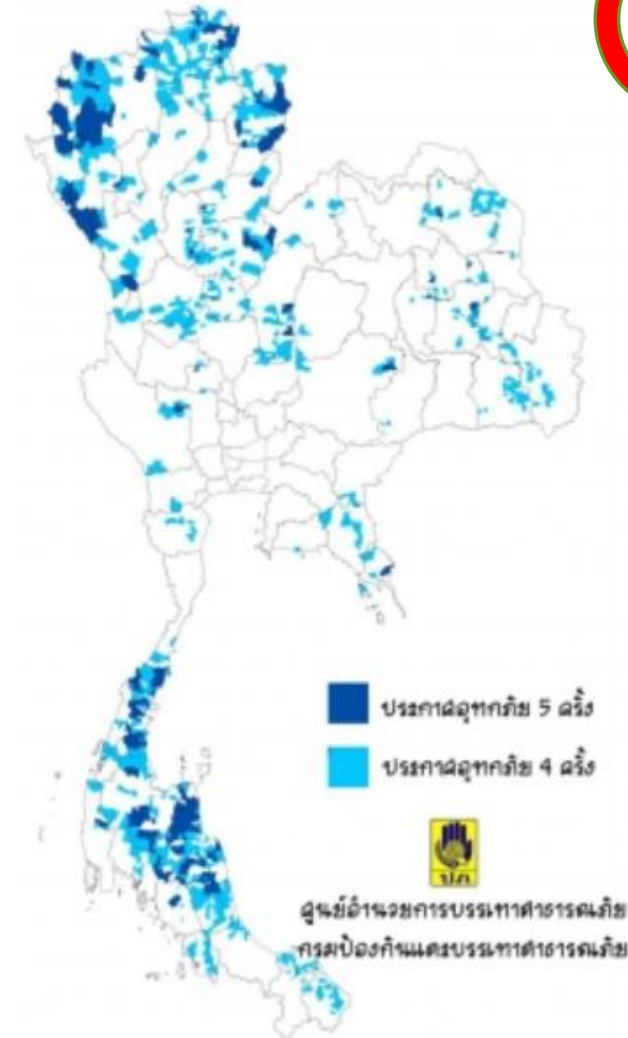 ประกาศอุทกภัย 5 ครั้ง
ประกาศอุทกภัย 4 ครั้ง
ปภ
ศูนย์อำนวยการบรรเทาสาธารณภัย
กรมป้องกันและบรรเทาสาธารณภัย